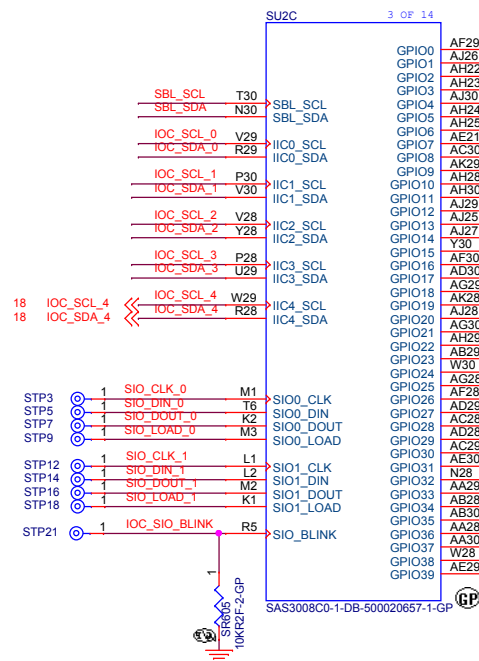 SU2C 3 OF 14
SBL_SCL T30 SBL_SCL
SBL_SDA N30 SBL_SDA
IOC_SCL_0 V29 IIC0_SCL
IOC_SDA_0 R29 IIC0_SDA
IOC_SCL_1 P30 IIC1_SCL
IOC_SDA_1 V30 IIC1_SDA
IOC_SCL_2 V28 IIC2_SCL
IOC_SDA_2 Y28 IIC2_SDA
IOC_SCL_3 P28 IIC3_SCL
IOC_SDA_3 U29 IIC3_SDA
18 IOC_SCL_4 IOC_SCL_4 W29 IIC4_SCL
18 IOC_SDA_4 IOC_SDA_4 R28 IIC4_SDA
STP3 1 SIO_CLK_0 M1 SIO0_CLK
STP5 1 SIO_DIN_0 T6 SIO0_DIN
STP7 1 SIO_DOUT_0 K2 SIO0_DOUT
STP9 1 SIO_LOAD_0 M3 SIO0_LOAD
STP12 1 SIO_CLK_1 L1 SIO1_CLK
STP14 1 SIO_DIN_1 L2 SIO1_DIN
STP16 1 SIO_DOUT_1 M2 SIO1_DOUT
STP18 1 SIO_LOAD_1 K1 SIO1_LOAD
STP21 1 IOC_SIO_BLINK R5 SIO_BLINK
GPIO0 AF29
GPIO1 AJ26
GPIO2 AH22
GPIO3 AH23
GPIO4 AJ30
GPIO5 AH24
GPIO6 AH25
GPIO7 AE21
GPIO8 AC30
GPIO9 AK29
GPIO10 AH28
GPIO11 AH30
GPIO12 AJ29
GPIO13 AJ25
GPIO14 AJ27
GPIO15 Y30
GPIO16 AF30
GPIO17 AD30
GPIO18 AG29
GPIO19 AK28
GPIO20 AJ28
GPIO21 AG30
GPIO22 AH29
GPIO23 AB29
GPIO24 W30
GPIO25 AG28
GPIO26 AF28
GPIO27 AD29
GPIO28 AC28
GPIO29 AD28
GPIO30 AC29
GPIO31 AE30
GPIO32 N28
GPIO33 AA29
GPIO34 AB28
GPIO35 AB30
GPIO36 AA28
GPIO37 AA30
GPIO38 W28
GPIO39 AE29
1
SR605
10KR2F-2-GP
SAS3008C0-1-DB-500020657-1-GP
GP